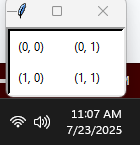 (0, 0) (0, 1)
(1, 0) (1, 1)
11:07 AM
7/23/2025